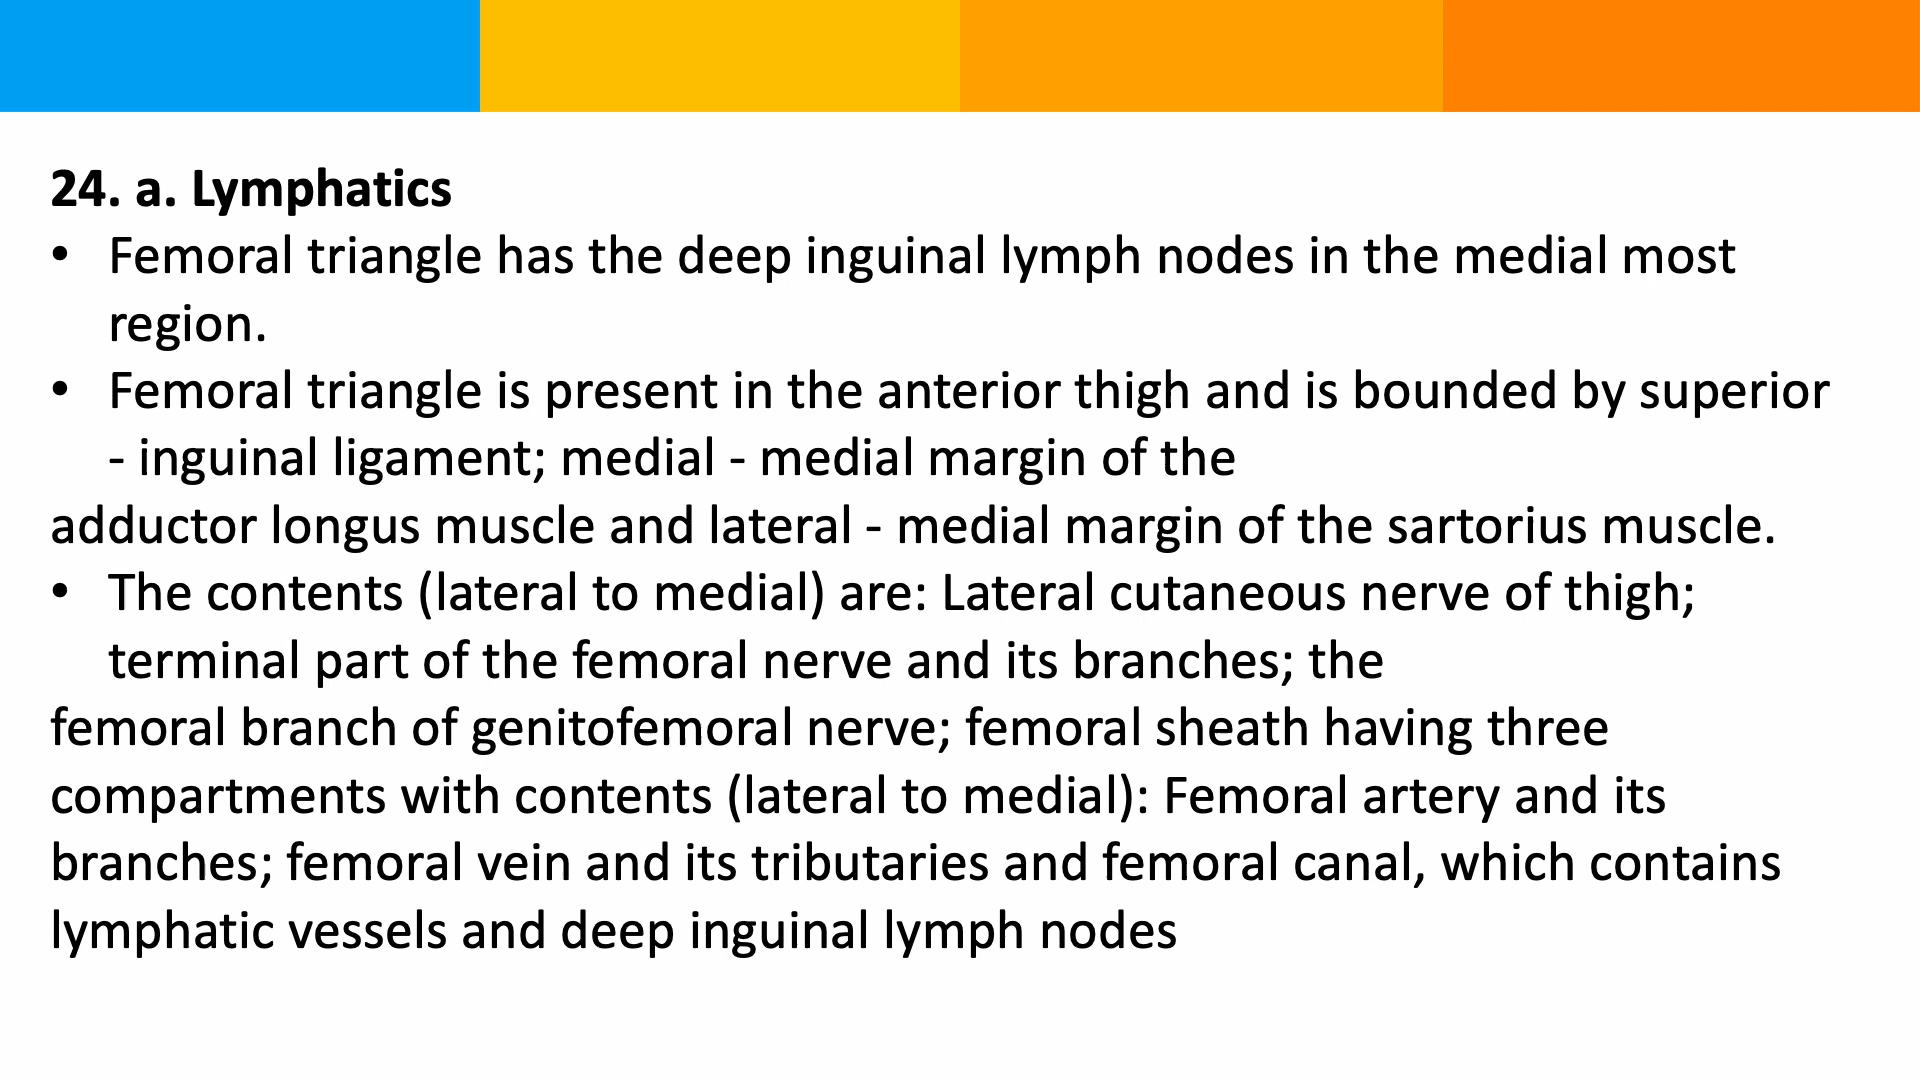 24. a. Lymphatics
• Femoral triangle has the deep inguinal lymph nodes in the medial most
region.
• Femoral triangle is present in the anterior thigh and is bounded by superior
- inguinal ligament; medial - medial margin of the
adductor longus muscle and lateral - medial margin of the sartorius muscle.
• The contents (lateral to medial) are: Lateral cutaneous nerve of thigh;
terminal part of the femoral nerve and its branches; the
femoral branch of genitofemoral nerve; femoral sheath having three
compartments with contents (lateral to medial): Femoral artery and its
branches; femoral vein and its tributaries and femoral canal, which contains
lymphatic vessels and deep inguinal lymph nodes